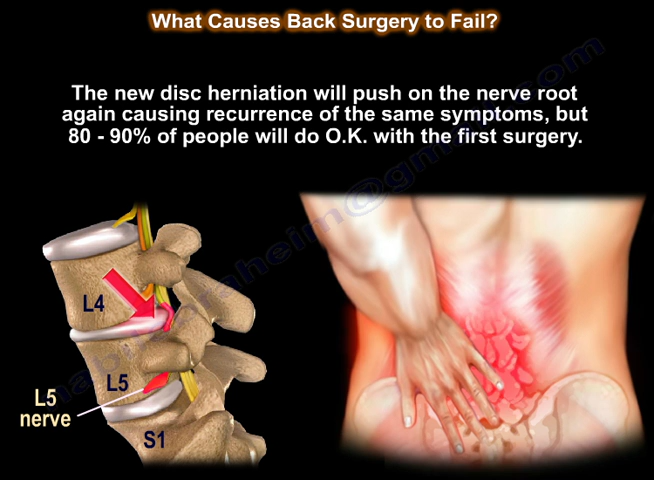 What Causes Back Surgery to Fail?
The new disc herniation will push on the nerve root
again causing recurrence of the same symptoms, but
80 - 90% of people will do O.K. with the first surgery.
L4
L5
L5
nerve
S1